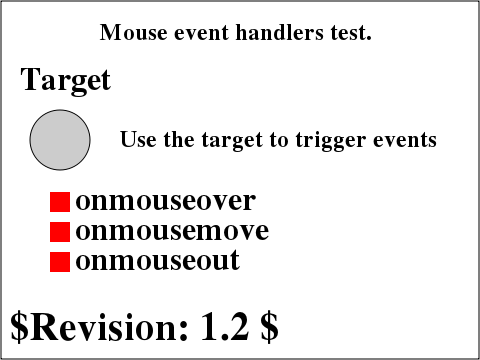 Mouse event handlers test.
Target
Use the target to trigger events
onmouseover
onmousemove
onmouseout
$Revision: 1.2 $